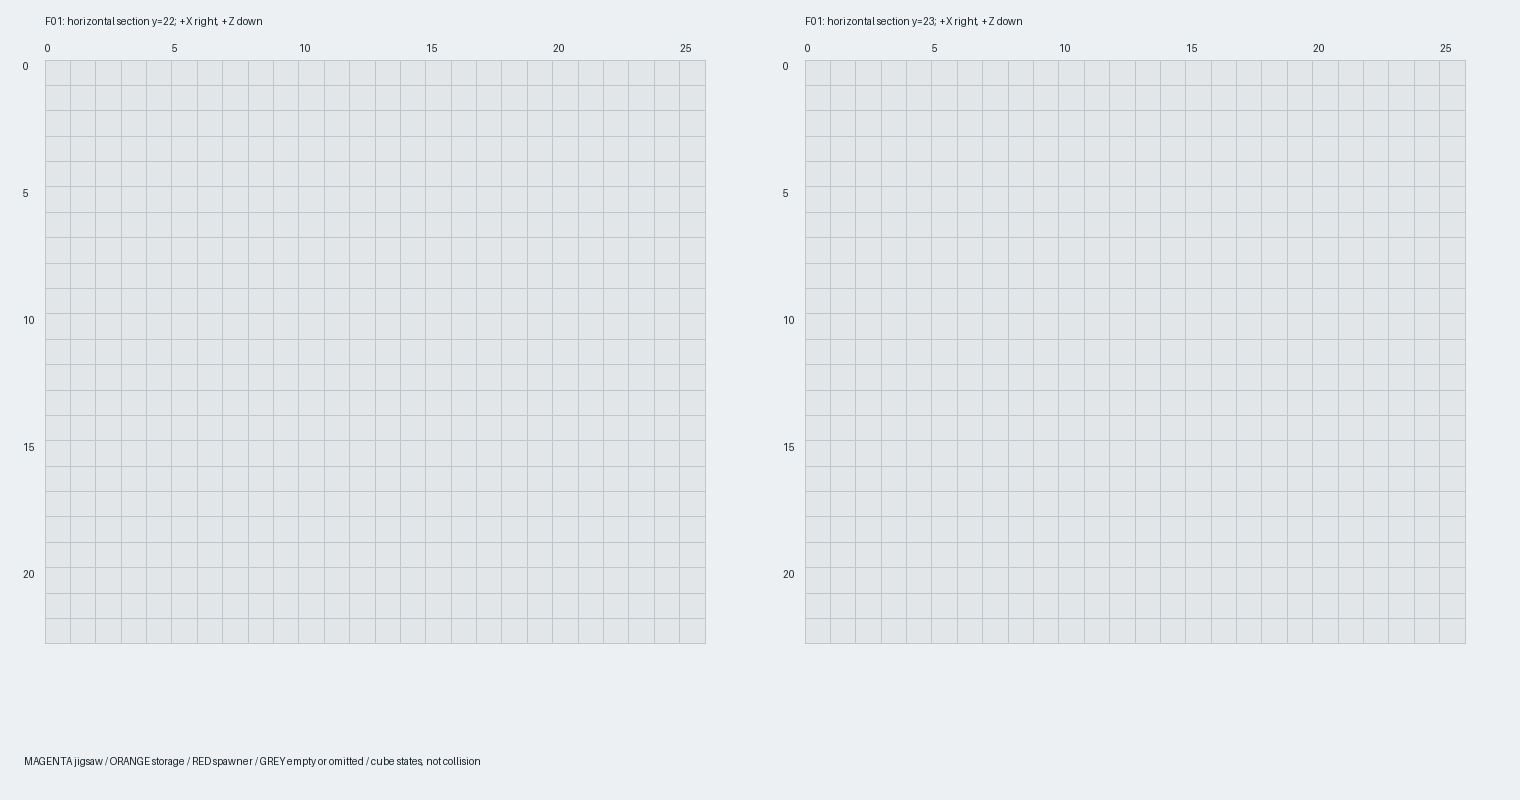 F01: horizontal section y=22; +X right, +Z down
F01: horizontal section y=23; +X right, +Z down
0 5 10 15 20 25
0 5 10 15 20 25
0
5
10
15
20
0
5
10
15
20
MAGENTA jigsaw / ORANGE storage / RED spawner / GREY empty or omitted / cube states, not collision